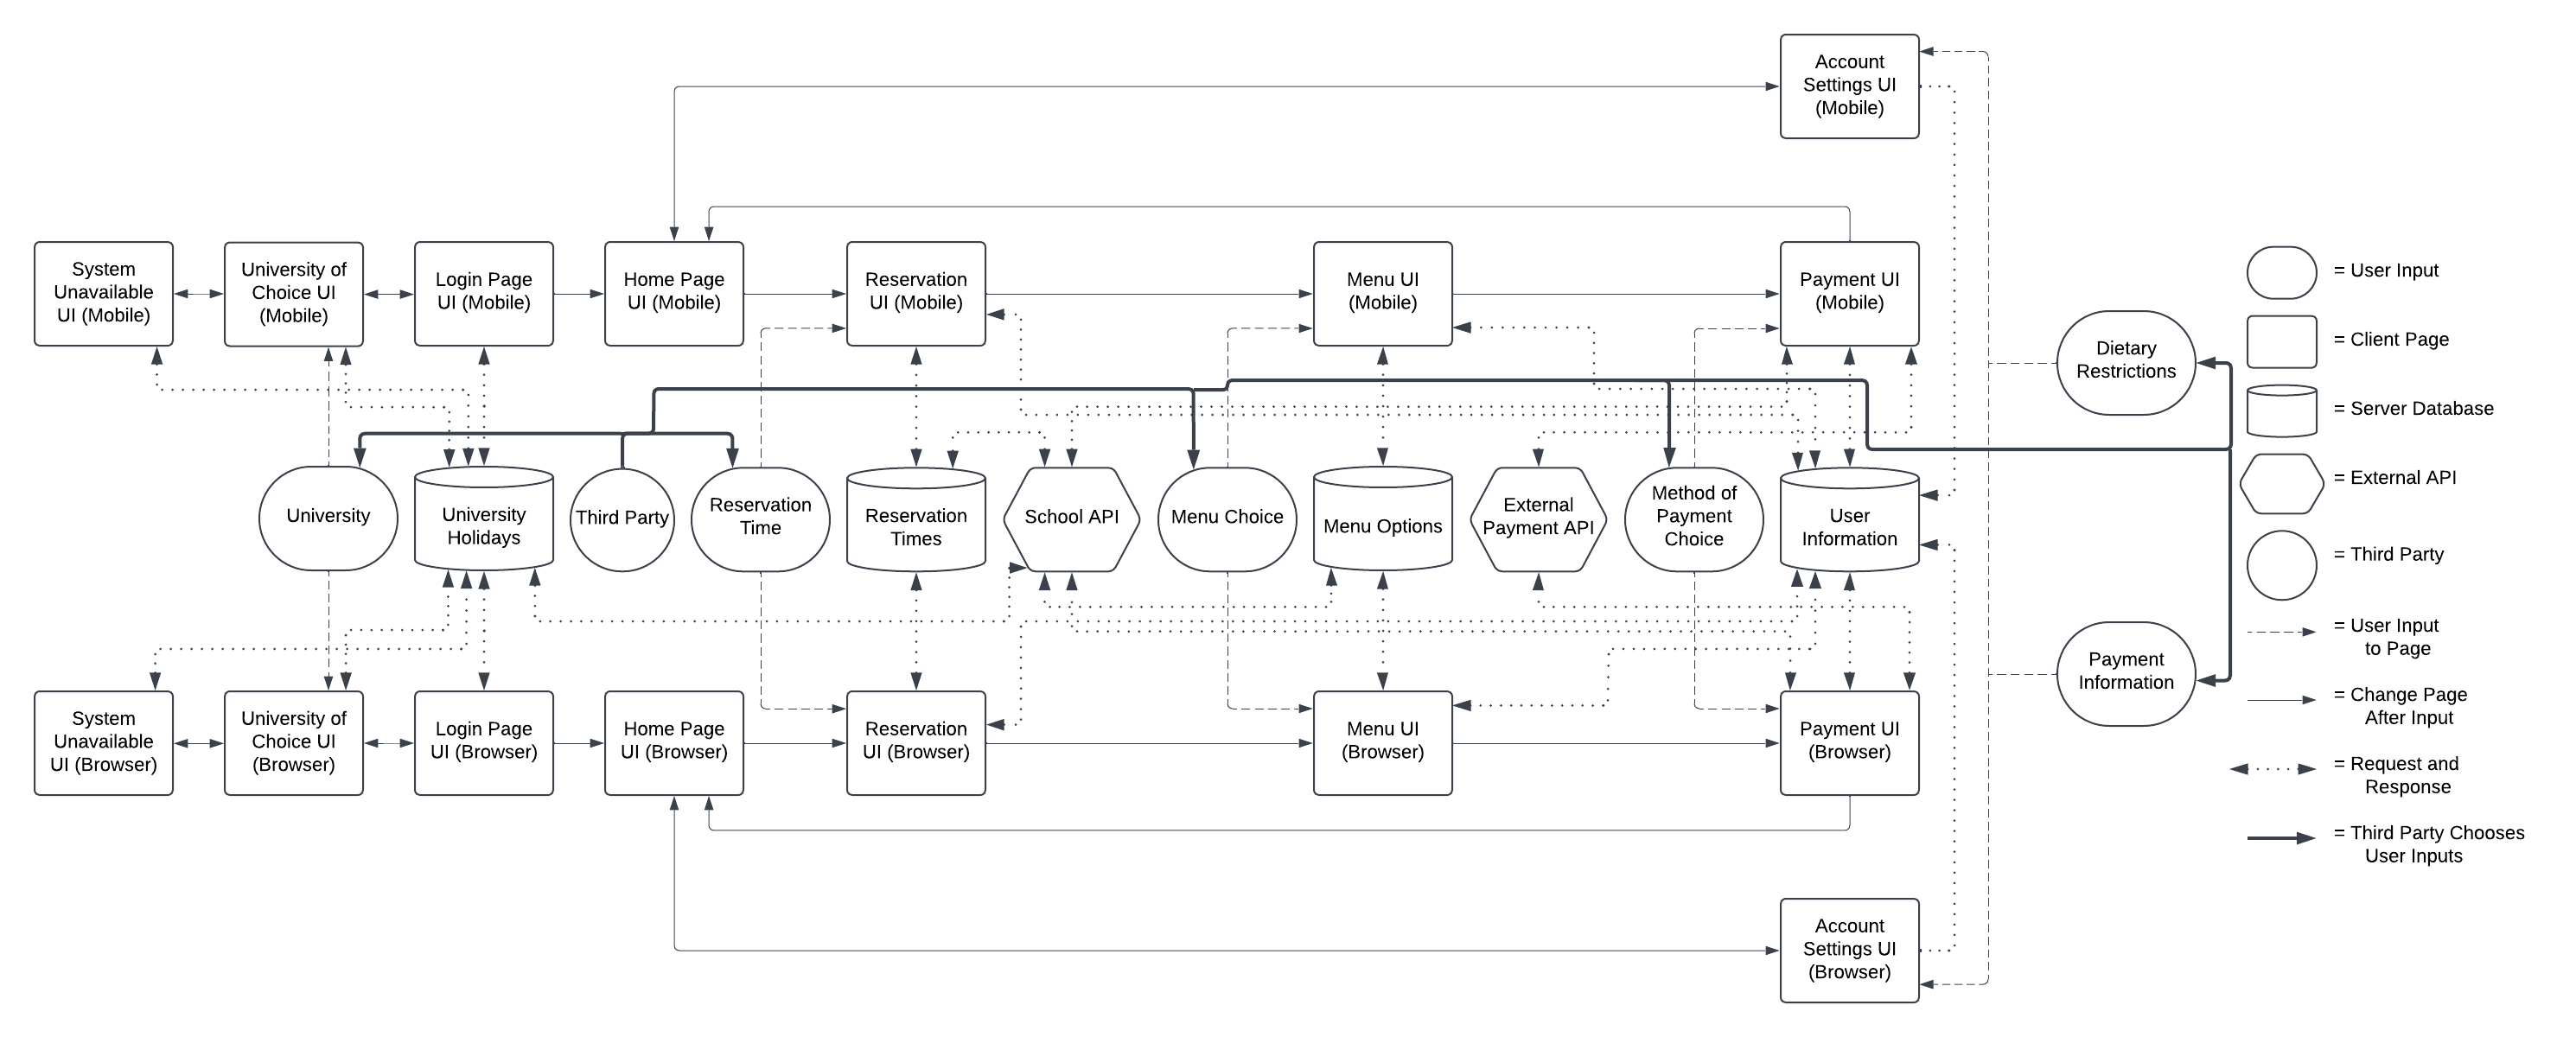 Account
Settings UI
(Mobile)
System
Unavailable
UI (Mobile)
University of
Choice UI
(Mobile)
Login Page
UI (Mobile)
Home Page
UI (Mobile)
Reservation
UI (Mobile)
Menu UI
(Mobile)
Payment UI
(Mobile)
Dietary
Restrictions
University
University
Holidays
Third Party
Reservation
Time
Reservation
Times
School API
Menu Choice
Menu Options
External
Payment API
Method of
Payment
Choice
User
Information
Payment
Information
System
Unavailable
UI (Browser)
University of
Choice UI
(Browser)
Login Page
UI (Browser)
Home Page
UI (Browser)
Reservation
UI (Browser)
Menu UI
(Browser)
Payment UI
(Browser)
Account
Settings UI
(Browser)
= User Input
= Client Page
= Server Database
= External API
= Third Party
= User Input
to Page
= Change Page
After Input
= Request and
Response
= Third Party Chooses
User Inputs